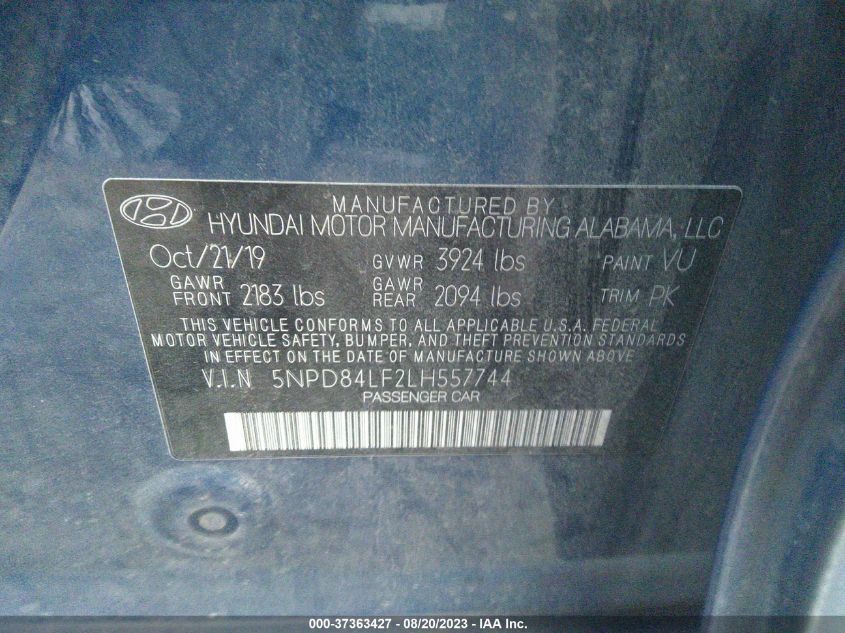 MANUFACTURED BY
HYUNDAI MOTOR MANUFACTURING ALABAMA, LLC
Oct/21/19 GVWR 3924 lbs PAINT VU
GAWR FRONT 2183 lbs GAWR REAR 2094 lbs TRIM PK
THIS VEHICLE CONFORMS TO ALL APPLICABLE U.S.A. FEDERAL
MOTOR VEHICLE SAFETY, BUMPER, AND THEFT PREVENTION STANDARDS
IN EFFECT ON THE DATE OF MANUFACTURE SHOWN ABOVE
V.I.N 5NPD84LF2LH557744
PASSENGER CAR
000-37363427 - 08/20/2023 - IAA Inc.